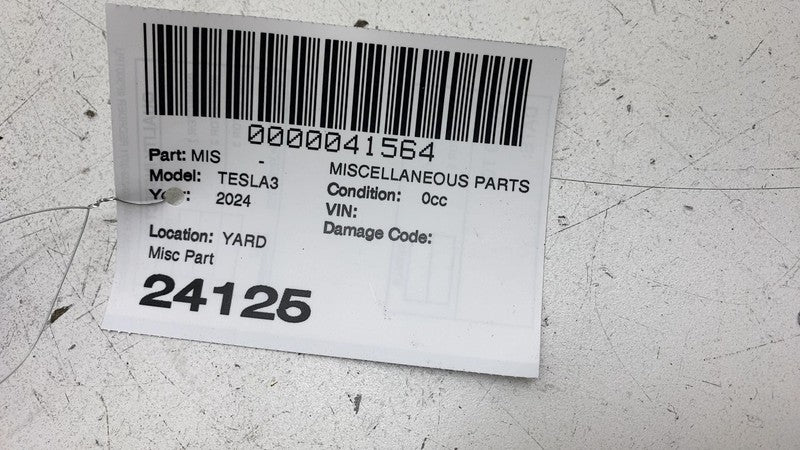 0000041564
Part: MIS - MISCELLANEOUS PARTS
Model: TESLA3 Condition: 0cc
Year: 2024 VIN:
Damage Code:
Location: YARD
Misc Part
24125